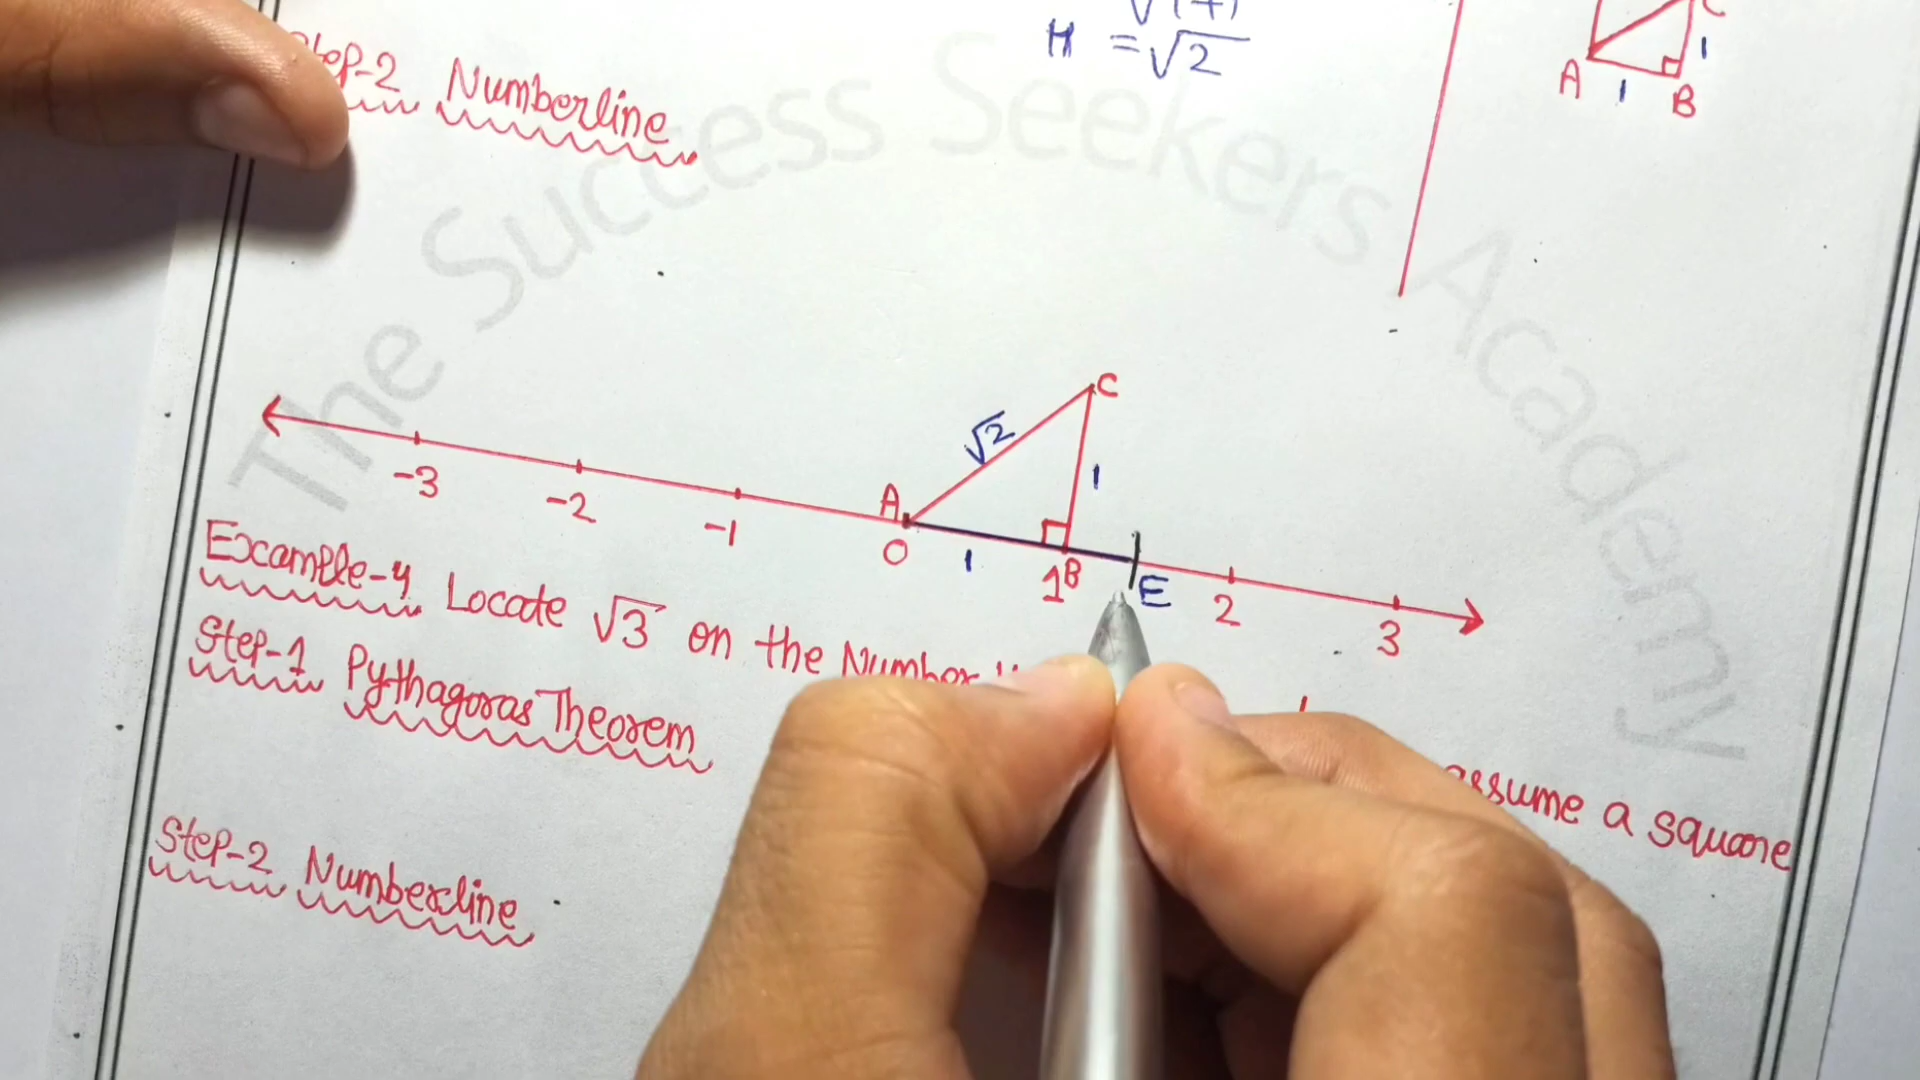 H = √2
Step-2 Numberline
A 1 B
1
The Success Seekers Academy
C
√2
1
A
-3 -2 -1 0 1 1 B E 2 3
Example-4 Locate √3 on the Number
Step-1 Pythagoras Theorem
assume a square
Step-2 Numberline